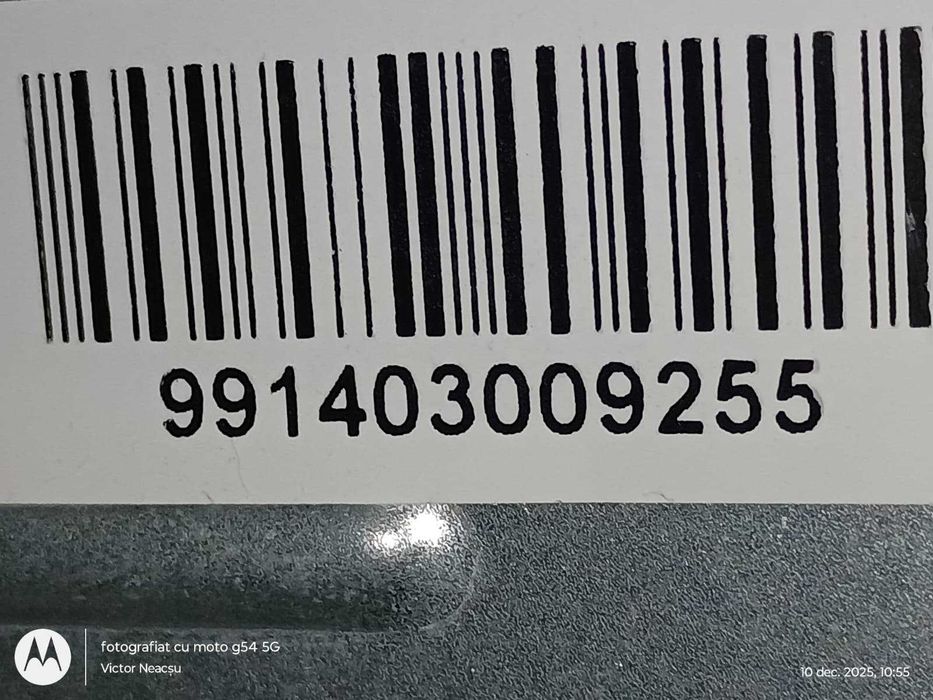 991403009255
fotografiat cu moto g54 5G
Victor Neacșu
10 dec. 2025, 10:55